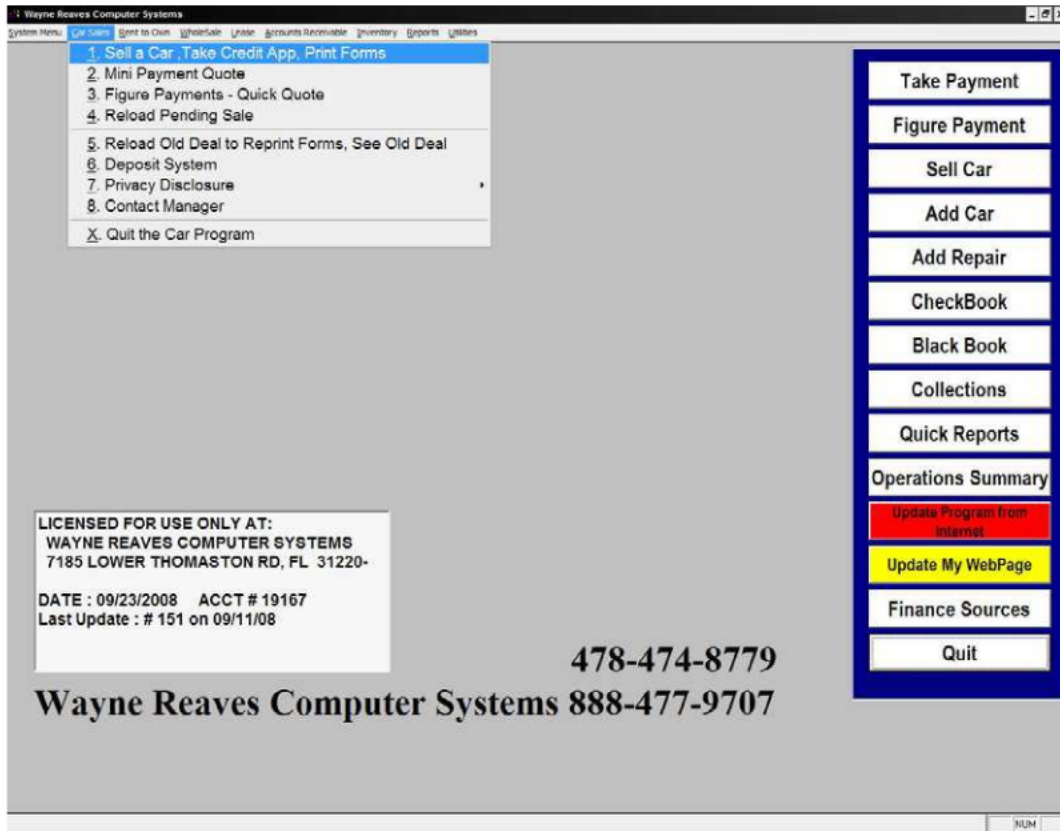 Wayne Reaves Computer Systems
System Menu Car Sales Rent to Own WholeSale Lease Accounts Receivable Inventory Reports Utilities
1. Sell a Car ,Take Credit App, Print Forms
2. Mini Payment Quote
3. Figure Payments - Quick Quote
4. Reload Pending Sale
5. Reload Old Deal to Reprint Forms, See Old Deal
6. Deposit System
7. Privacy Disclosure
8. Contact Manager
X. Quit the Car Program
Take Payment
Figure Payment
Sell Car
Add Car
Add Repair
CheckBook
Black Book
Collections
Quick Reports
Operations Summary
Update Program from
Internet
Update My WebPage
Finance Sources
Quit
LICENSED FOR USE ONLY AT:
WAYNE REAVES COMPUTER SYSTEMS
7185 LOWER THOMASTON RD, FL 31220-
DATE : 09/23/2008 ACCT # 19167
Last Update : # 151 on 09/11/08
478-474-8779
Wayne Reaves Computer Systems 888-477-9707
NUM